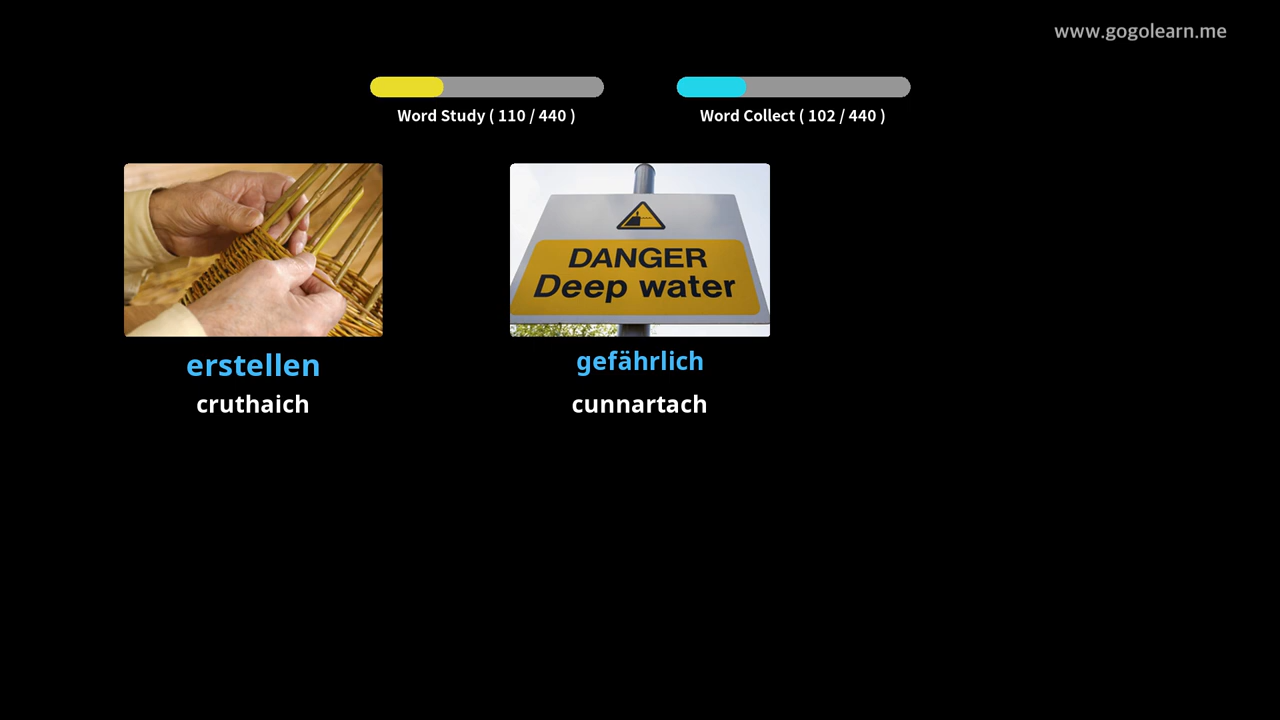 www.gogolearn.me
Word Study ( 110 / 440 )
Word Collect ( 102 / 440 )
DANGER
Deep water
erstellen
cruthaich
gefährlich
cunnartach